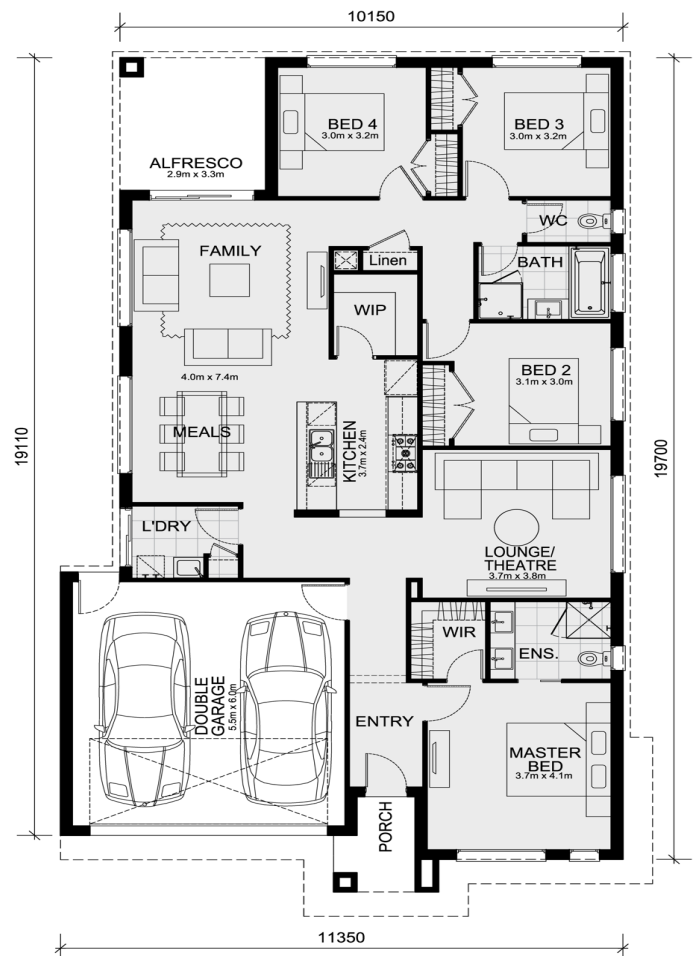 10150
BED 4
3.0m x 3.2m
BED 3
3.0m x 3.2m
ALFRESCO
2.9m x 3.3m
WC
FAMILY
Linen
BATH
WIP
4.0m x 7.4m
BED 2
3.1m x 3.0m
MEALS
KITCHEN
3.7m x 2.4m
19110
19700
L'DRY
LOUNGE/
THEATRE
3.7m x 3.8m
WIR
ENS.
DOUBLE
GARAGE
5.5m x 6.0m
ENTRY
MASTER
BED
3.7m x 4.1m
PORCH
11350